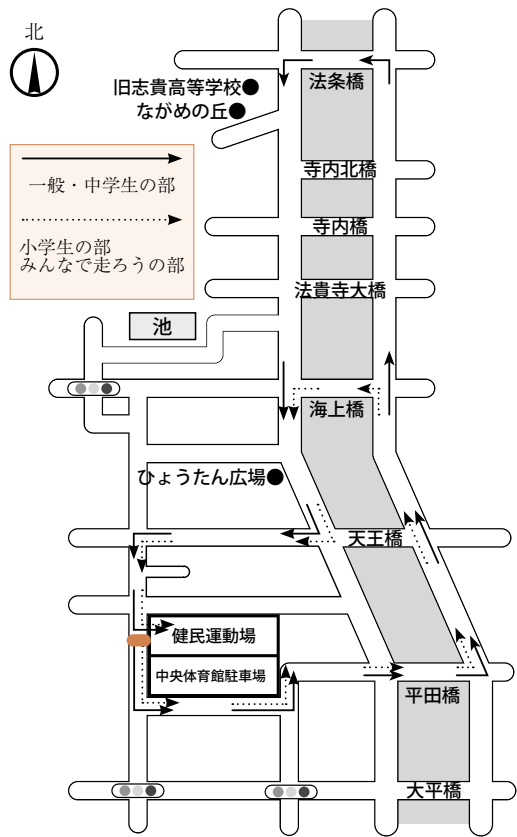 北
法条橋
旧志貴高等学校●
ながめの丘●
寺内北橋
一般・中学生の部
寺内橋
小学生の部
みんなで走ろうの部
法貴寺大橋
池
海上橋
ひょうたん広場●
天王橋
健民運動場
中央体育館駐車場
平田橋
大平橋